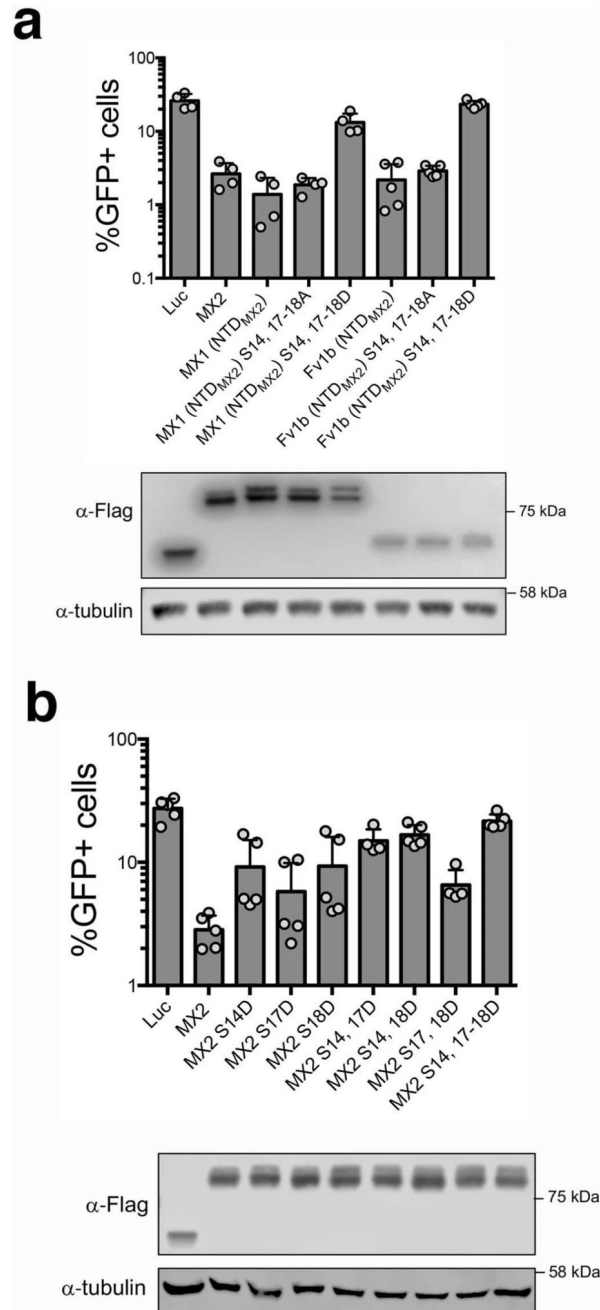 a
%GFP+ cells
100
10
1
0.1
Luc
MX2
MX1 (NTDMX2)
MX1 (NTDMX2) S14, 17-18A
MX1 (NTDMX2) S14, 17-18D
Fv1b (NTDMX2)
Fv1b (NTDMX2) S14, 17-18A
Fv1b (NTDMX2) S14, 17-18D
α-Flag
75 kDa
58 kDa
α-tubulin
b
%GFP+ cells
100
10
1
Luc
MX2
MX2 S14D
MX2 S17D
MX2 S18D
MX2 S14, 17D
MX2 S14, 18D
MX2 S17, 18D
MX2 S14, 17-18D
α-Flag
75 kDa
58 kDa
α-tubulin